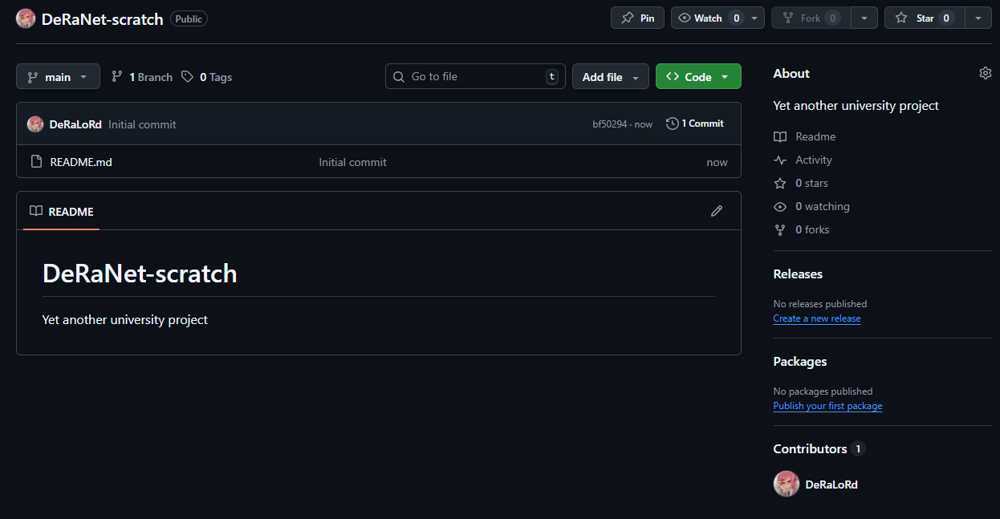 DeRaNet-scratch Public Pin Watch 0 Fork 0 Star 0
main 1 Branch 0 Tags Go to file t Add file Code
DeRaLoRd Initial commit bf50294 · now 1 Commit
README.md Initial commit now
README
DeRaNet-scratch
Yet another university project
About
Yet another university project
Readme
Activity
0 stars
0 watching
0 forks
Releases
No releases published
Create a new release
Packages
No packages published
Publish your first package
Contributors 1
DeRaLoRd